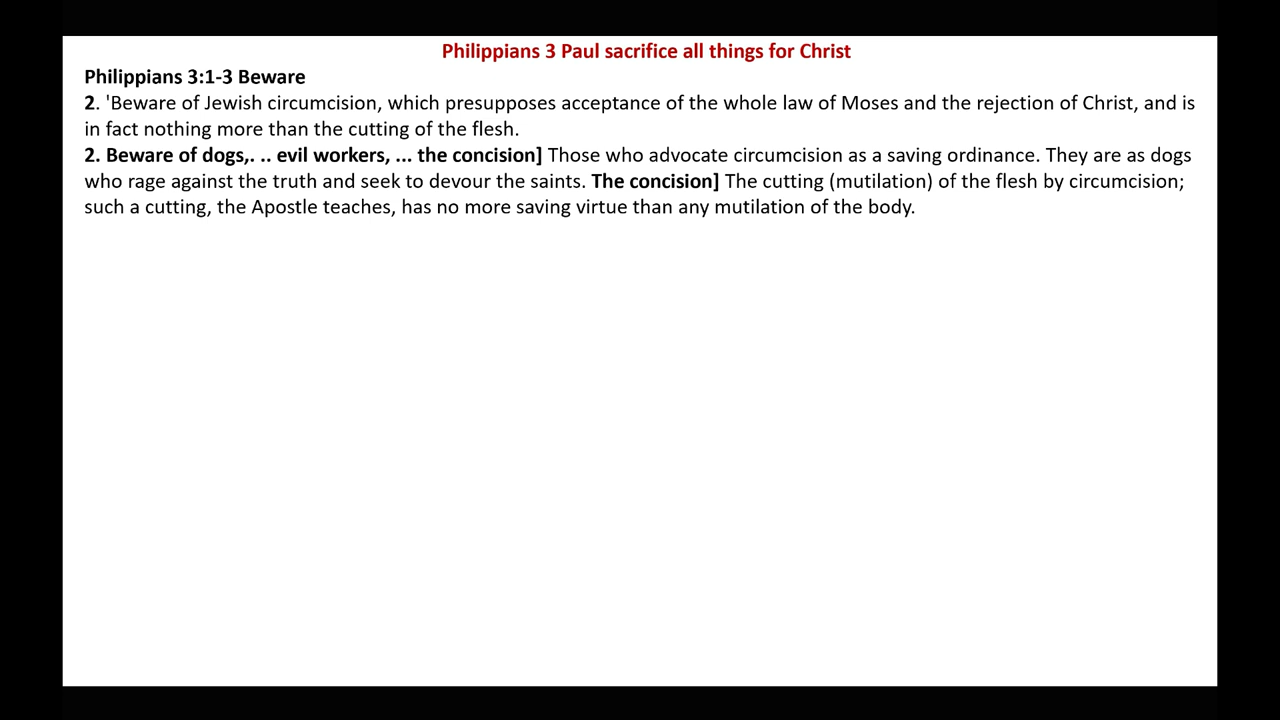 Philippians 3 Paul sacrifice all things for Christ
Philippians 3:1-3 Beware
2. 'Beware of Jewish circumcision, which presupposes acceptance of the whole law of Moses and the rejection of Christ, and is
in fact nothing more than the cutting of the flesh.
2. Beware of dogs,. .. evil workers, ... the concision] Those who advocate circumcision as a saving ordinance. They are as dogs
who rage against the truth and seek to devour the saints. The concision] The cutting (mutilation) of the flesh by circumcision;
such a cutting, the Apostle teaches, has no more saving virtue than any mutilation of the body.